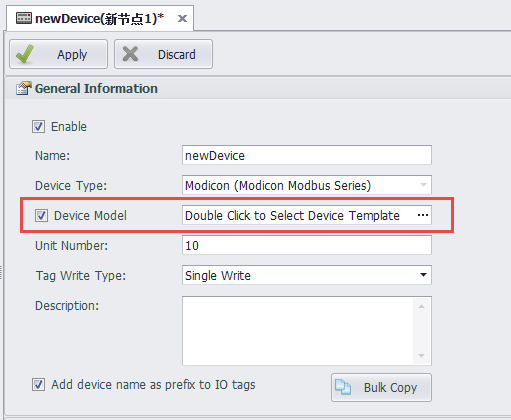 newDevice(新节点1)*
Apply Discard
General Information
Enable
Name: newDevice
Device Type: Modicon (Modicon Modbus Series)
Device Model Double Click to Select Device Template ...
Unit Number: 10
Tag Write Type: Single Write
Description:
Add device name as prefix to IO tags Bulk Copy